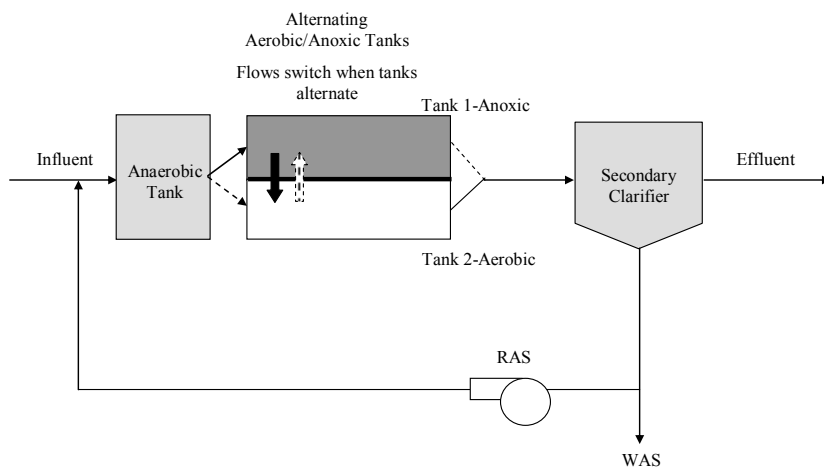 Alternating
Aerobic/Anoxic Tanks
Flows switch when tanks
alternate
Tank 1-Anoxic
Influent
Anaerobic
Tank
Secondary
Clarifier
Effluent
Tank 2-Aerobic
RAS
WAS